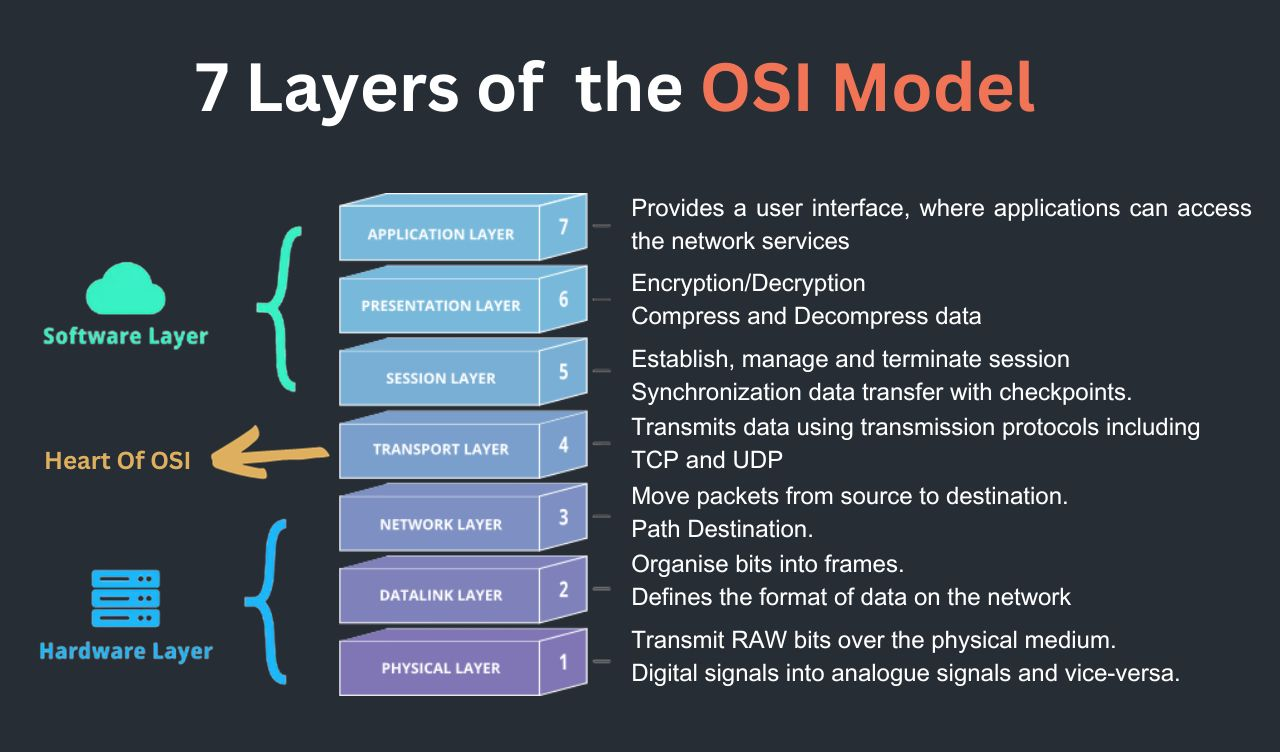 7 Layers of the OSI Model
APPLICATION LAYER 7
Provides a user interface, where applications can access
the network services
PRESENTATION LAYER 6
Encryption/Decryption
Compress and Decompress data
Software Layer
SESSION LAYER 5
Establish, manage and terminate session
Synchronization data transfer with checkpoints.
Heart Of OSI
TRANSPORT LAYER 4
Transmits data using transmission protocols including
TCP and UDP
NETWORK LAYER 3
Move packets from source to destination.
Path Destination.
DATALINK LAYER 2
Organise bits into frames.
Defines the format of data on the network
Hardware Layer
PHYSICAL LAYER 1
Transmit RAW bits over the physical medium.
Digital signals into analogue signals and vice-versa.